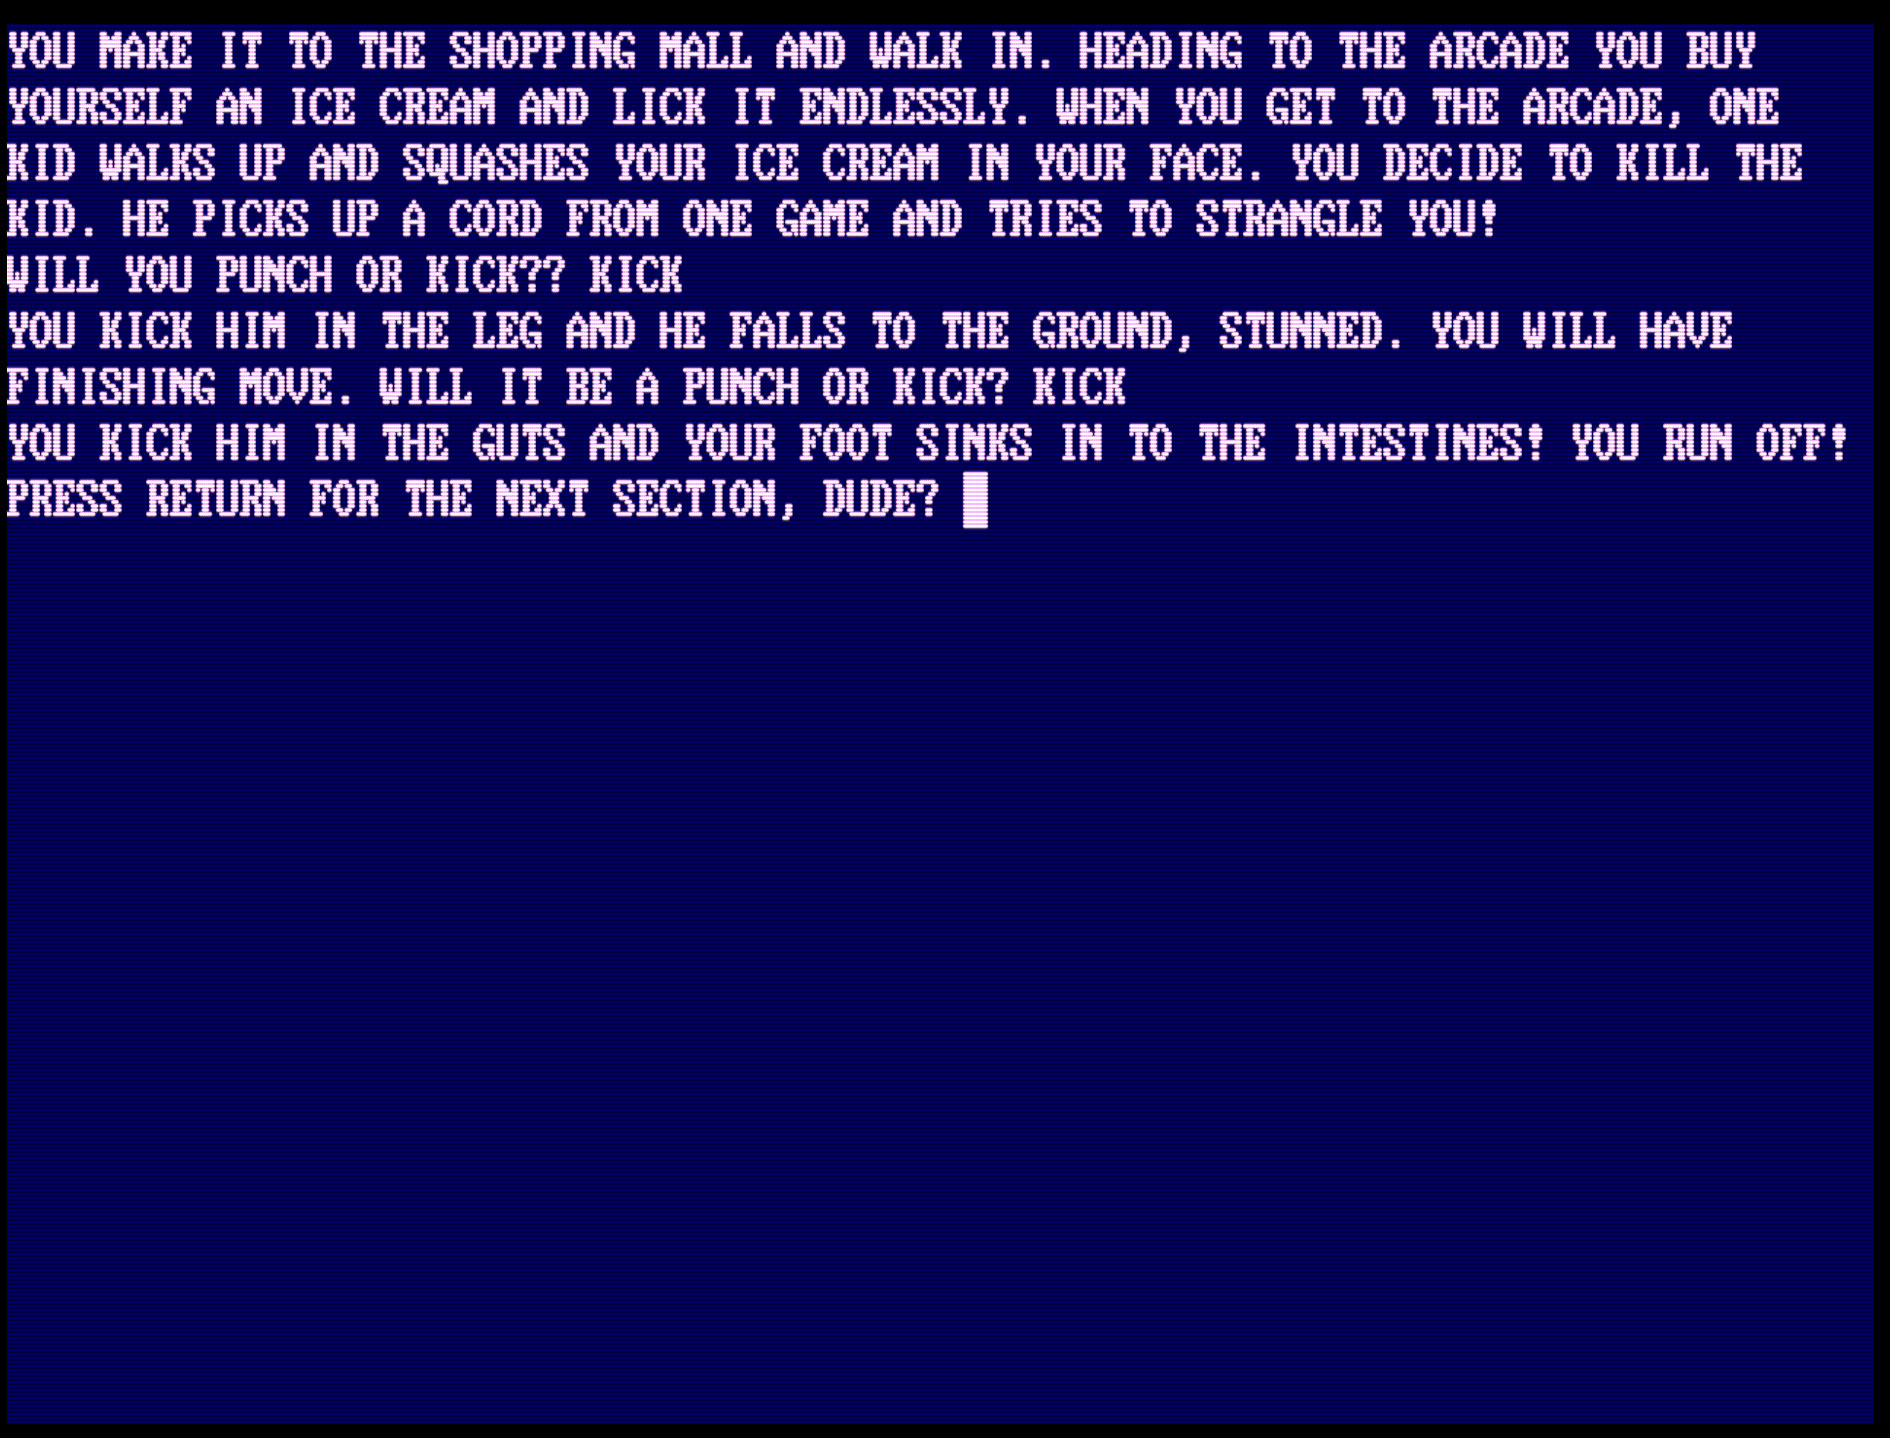 YOU MAKE IT TO THE SHOPPING MALL AND WALK IN. HEADING TO THE ARCADE YOU BUY
YOURSELF AN ICE CREAM AND LICK IT ENDLESSLY. WHEN YOU GET TO THE ARCADE, ONE
KID WALKS UP AND SQUASHES YOUR ICE CREAM IN YOUR FACE. YOU DECIDE TO KILL THE
KID. HE PICKS UP A CORD FROM ONE GAME AND TRIES TO STRANGLE YOU!
WILL YOU PUNCH OR KICK?? KICK
YOU KICK HIM IN THE LEG AND HE FALLS TO THE GROUND, STUNNED. YOU WILL HAVE
FINISHING MOVE. WILL IT BE A PUNCH OR KICK? KICK
YOU KICK HIM IN THE GUTS AND YOUR FOOT SINKS IN TO THE INTESTINES! YOU RUN OFF!
PRESS RETURN FOR THE NEXT SECTION, DUDE?